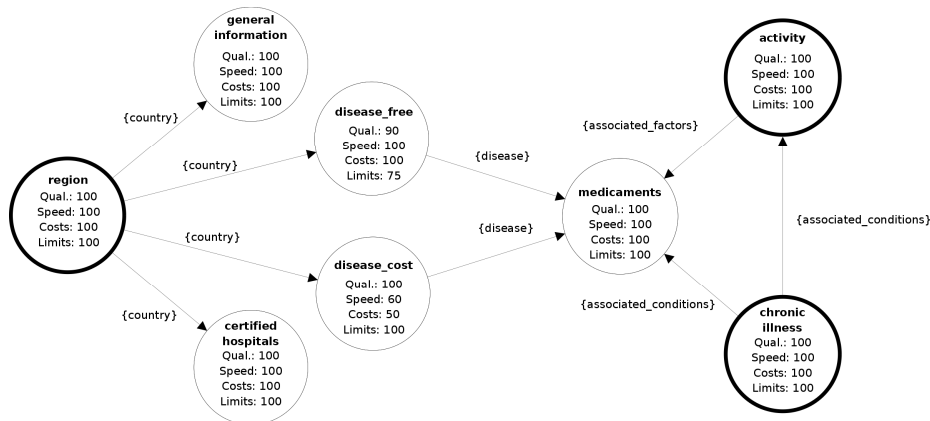 general
information
Qual.: 100
Speed: 100
Costs: 100
Limits: 100
{country}
disease_free
Qual.: 90
Speed: 100
Costs: 100
Limits: 75
{country}
region
Qual.: 100
Speed: 100
Costs: 100
Limits: 100
{country}
disease_cost
Qual.: 100
Speed: 60
Costs: 50
Limits: 100
{country}
certified
hospitals
Qual.: 100
Speed: 100
Costs: 100
Limits: 100
{disease}
{disease}
medicaments
Qual.: 100
Speed: 100
Costs: 100
Limits: 100
{associated_factors}
activity
Qual.: 100
Speed: 100
Costs: 100
Limits: 100
{associated_conditions}
{associated_conditions}
chronic
illness
Qual.: 100
Speed: 100
Costs: 100
Limits: 100